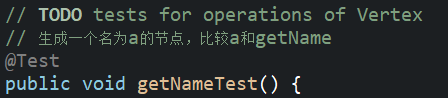 // TODO tests for operations of Vertex
// 生成一个名为a的节点，比较a和getName
@Test
public void getNameTest() {